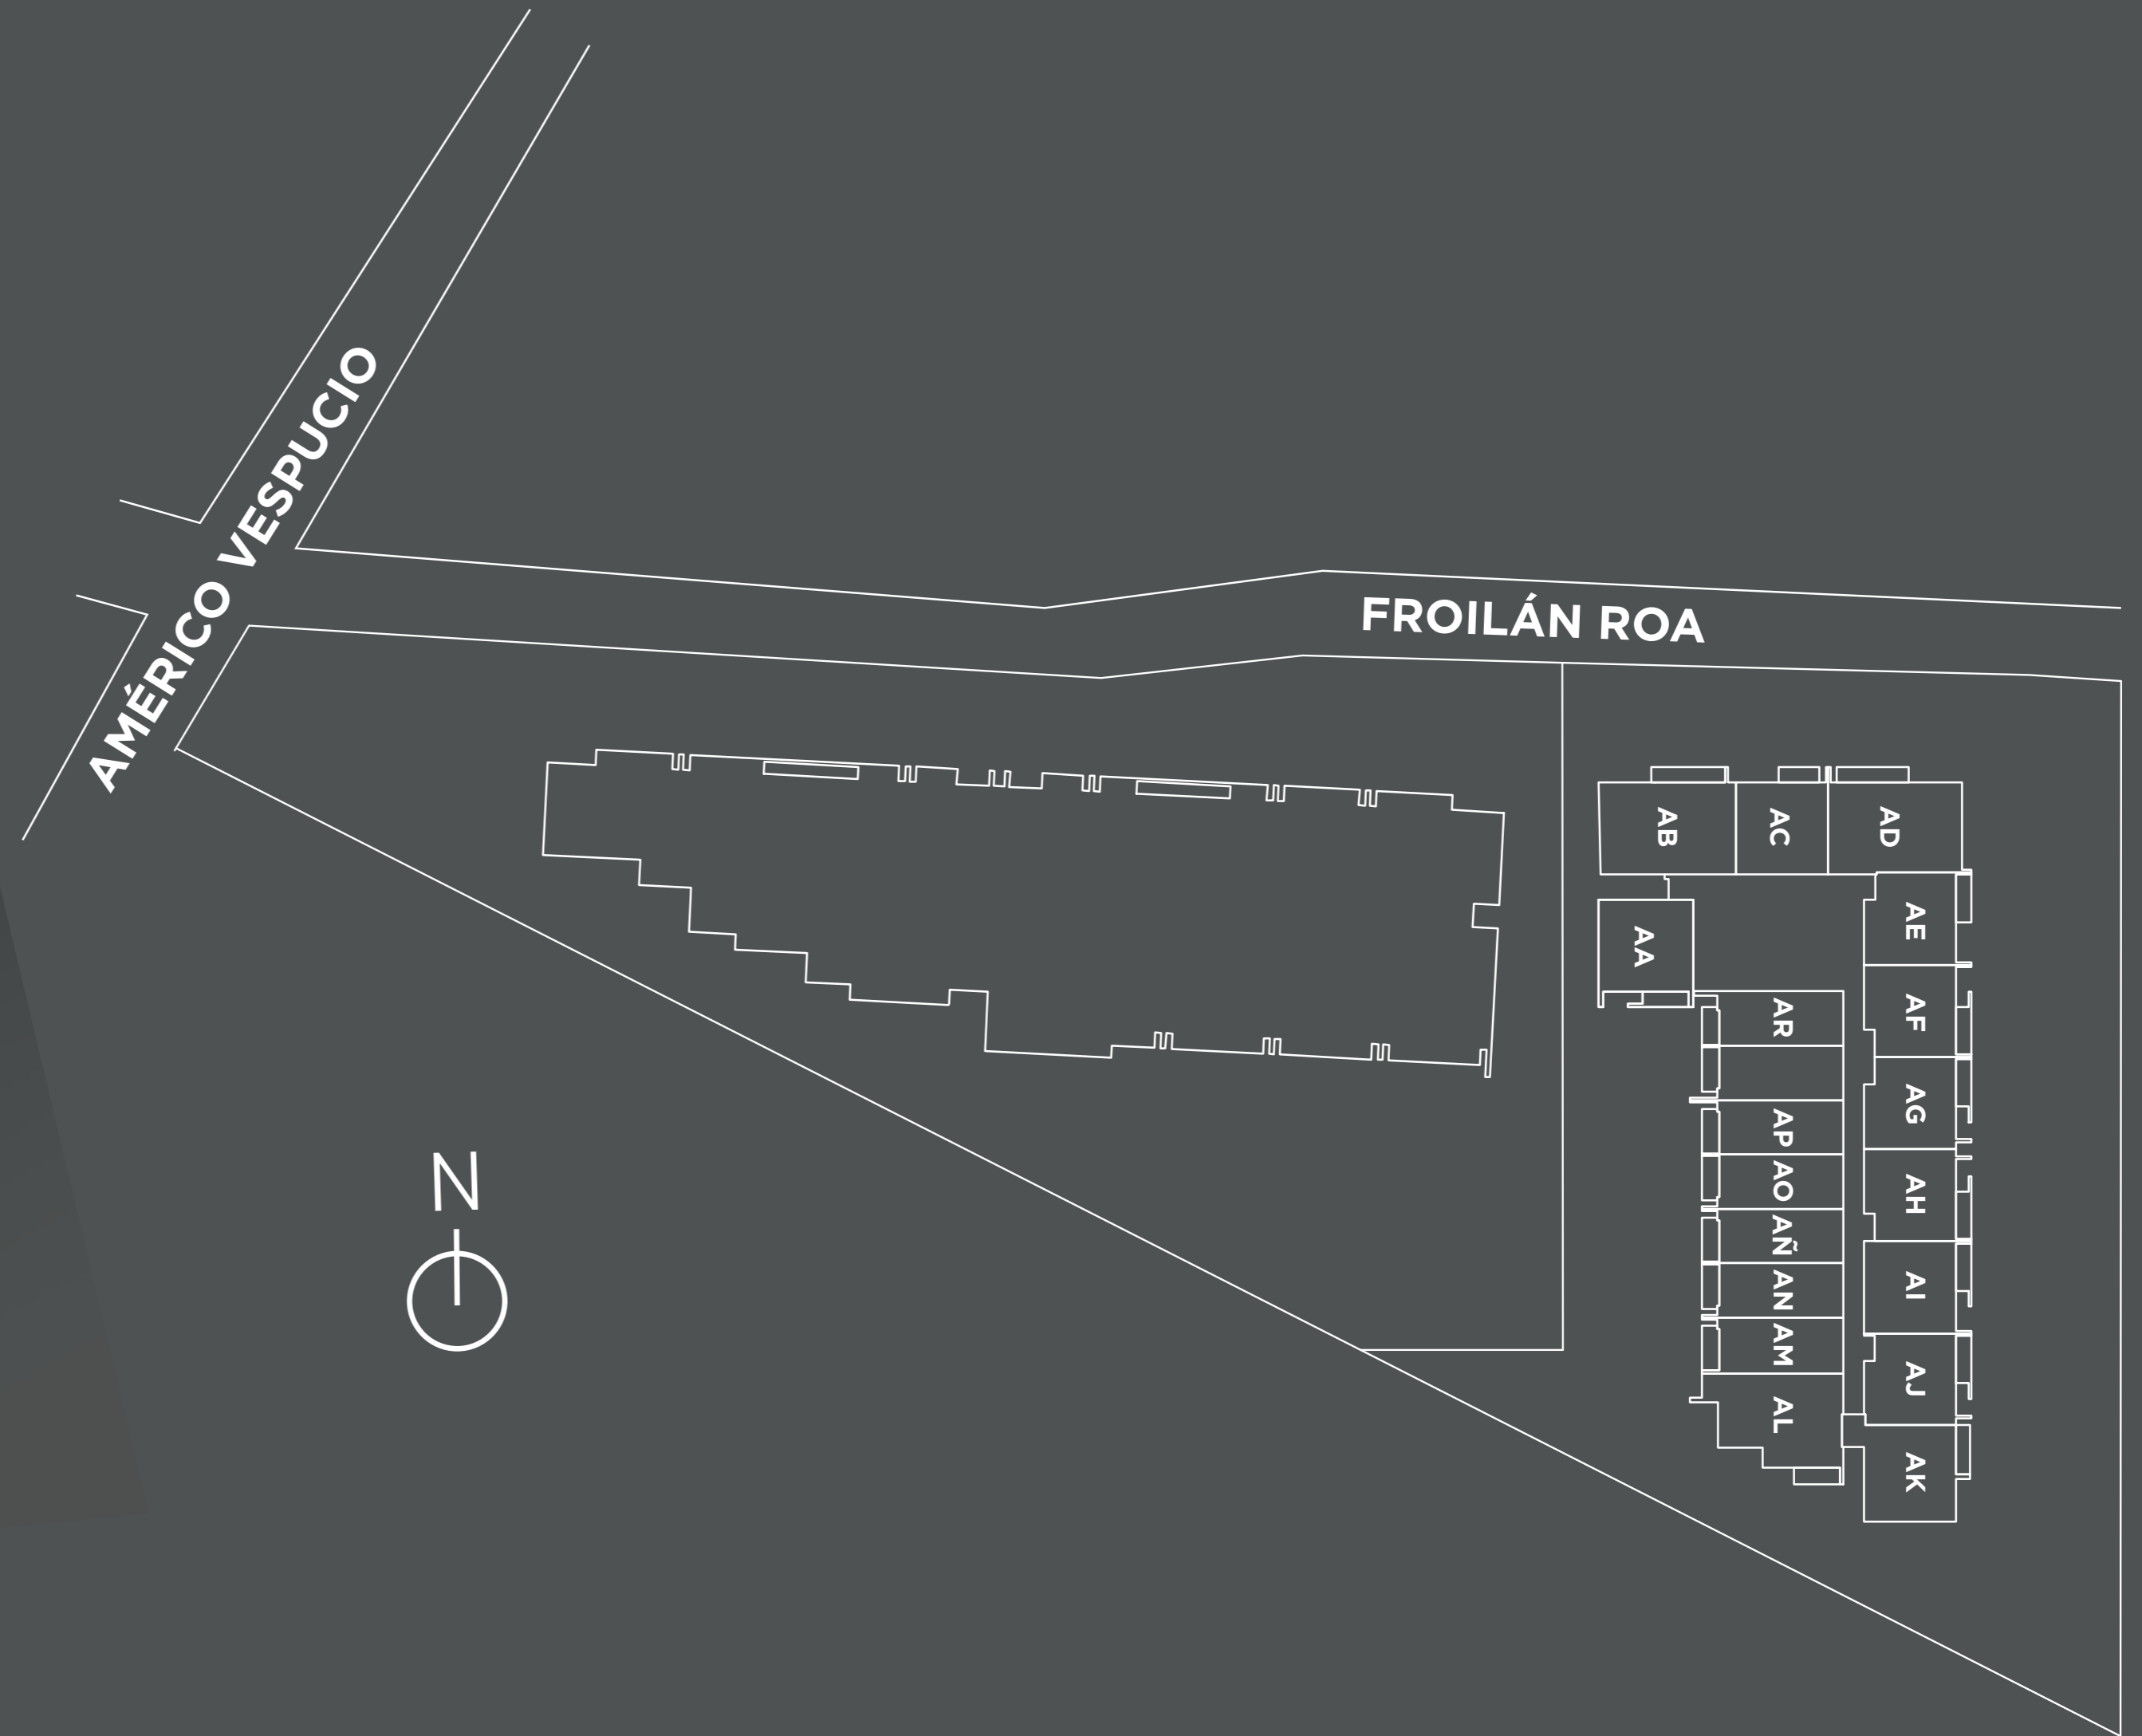 AMÉRICO VESPUCIO
FROILÁN ROA
AB
AC
AD
AA
AE
AF
AR
AG
AP
AH
AO
AÑ
AI
AN
AM
AJ
AL
AK
N